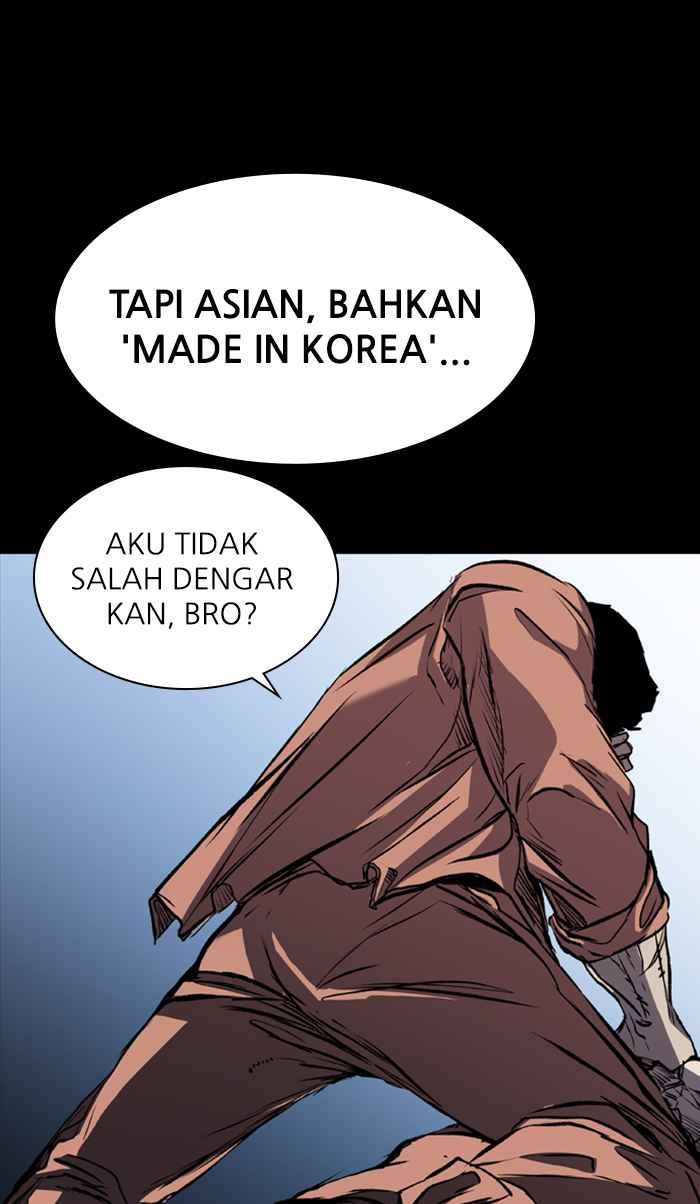 TAPI ASIAN, BAHKAN
'MADE IN KOREA'...
AKU TIDAK
SALAH DENGAR
KAN, BRO?